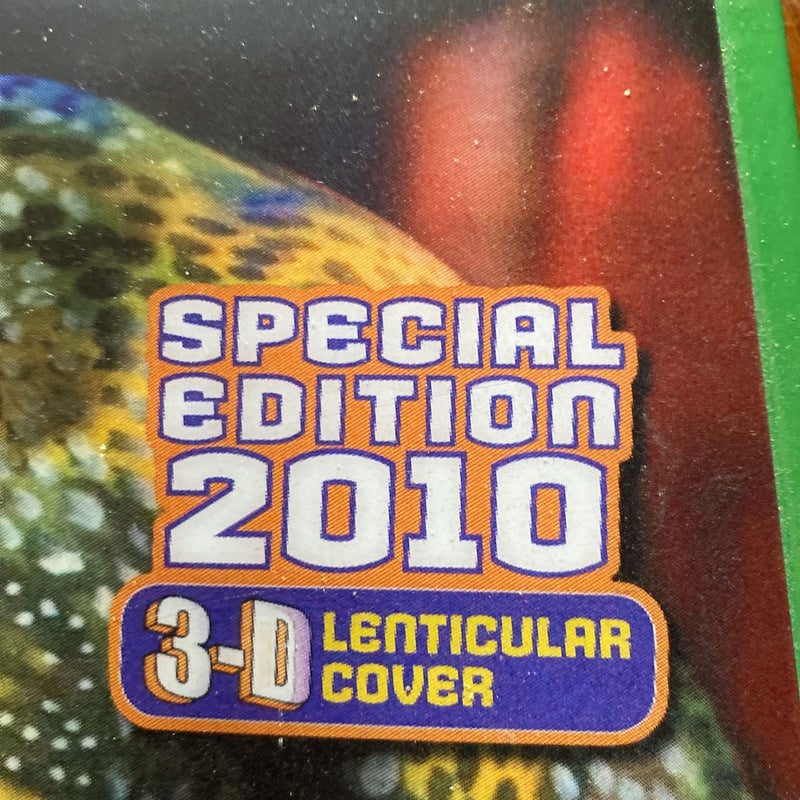 SPECIAL
EDITION
2010
3-D LENTICULAR
COVER